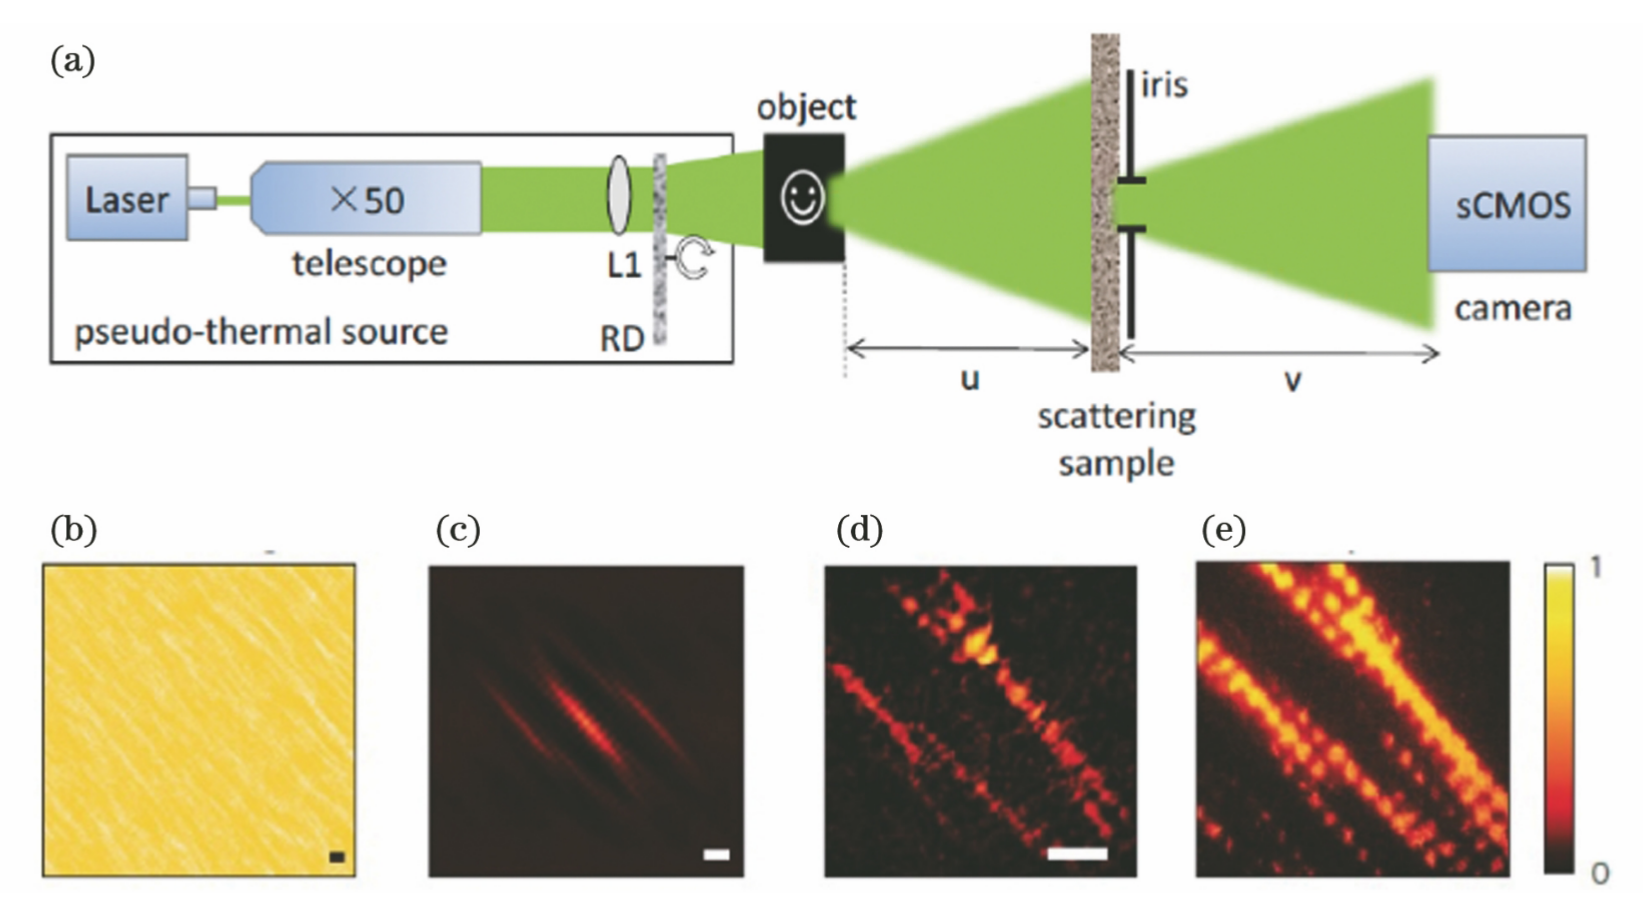 (a)
object
iris
Laser
×50
sCMOS
telescope
L1
pseudo-thermal source
RD
camera
u
v
scattering
sample
(b)
(c)
(d)
(e)
1
0